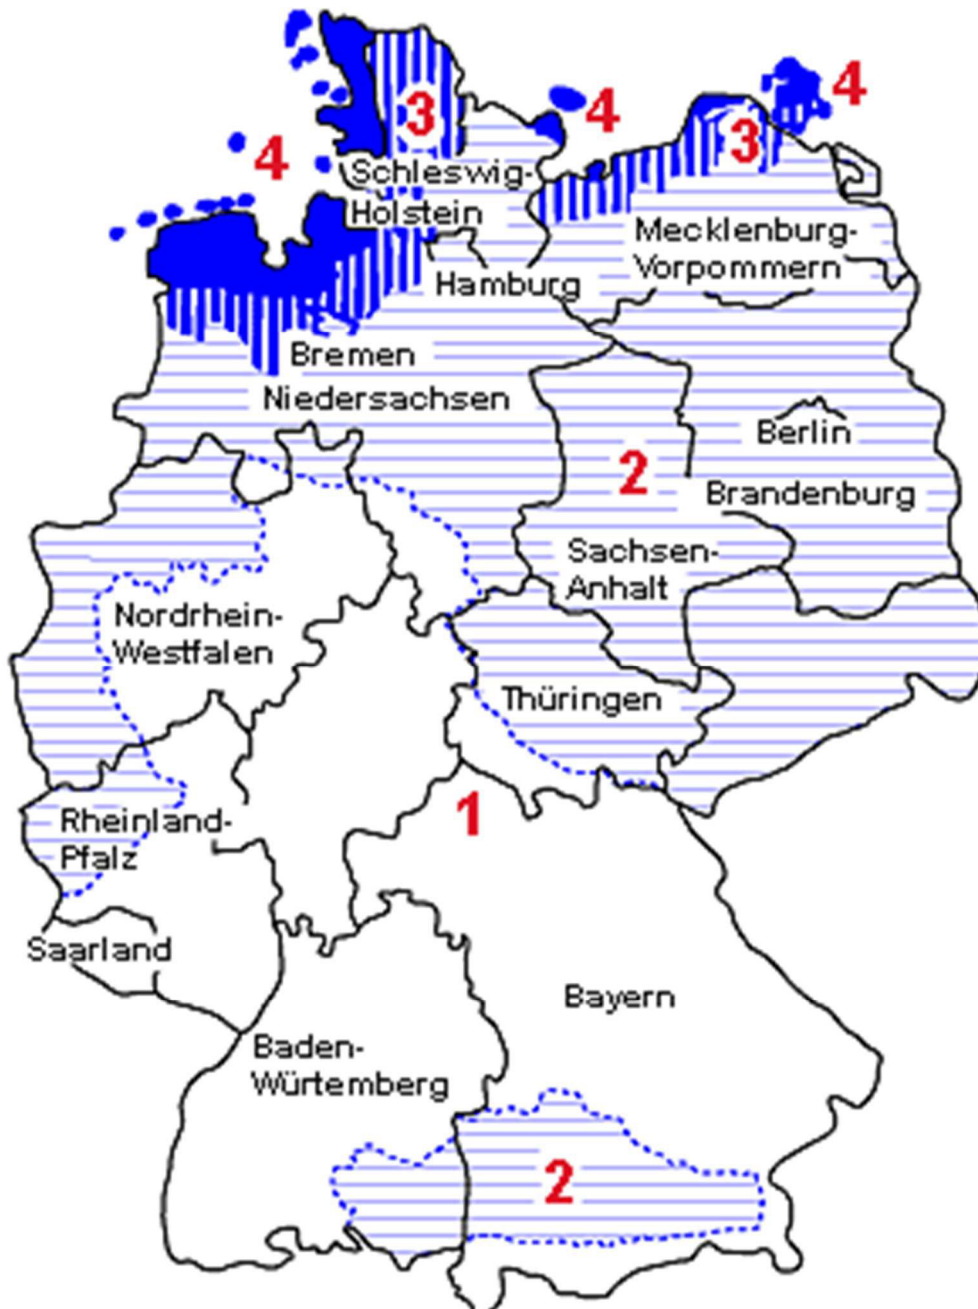 4
3
4
3
4
Schleswig-
Holstein
Mecklenburg-
Vorpommern
Hamburg
Bremen
Niedersachsen
Berlin
2
Brandenburg
Sachsen-
Anhalt
Nordrhein-
Westfalen
Thüringen
1
Rheinland-
Pfalz
Saarland
Bayern
Baden-
Würtemberg
2